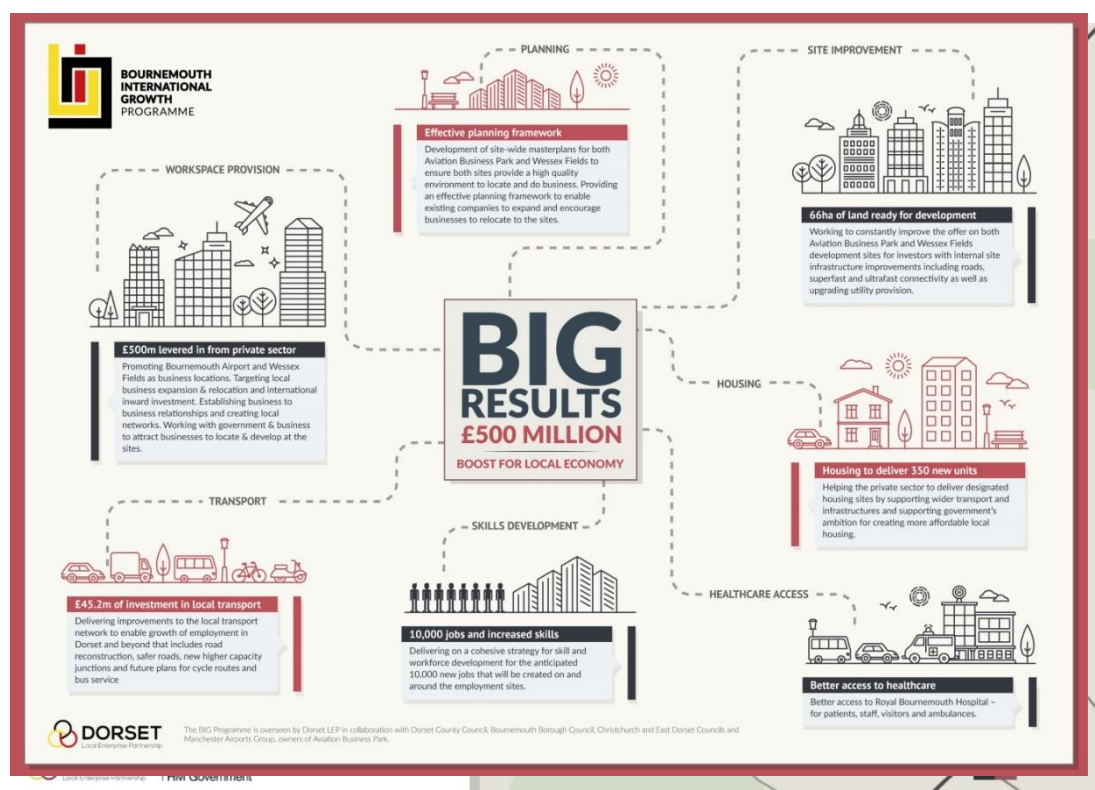 BOURNEMOUTH
INTERNATIONAL
GROWTH
PROGRAMME
PLANNING
Effective planning framework
Development of site-wide masterplans for both
Aviation Business Park and Wessex Fields to
ensure both sites provide a high quality
environment to locate and do business. Providing
an effective planning framework to enable
existing companies to expand and encourage
businesses to relocate to the sites.
SITE IMPROVEMENT
66ha of land ready for development
Working to constantly improve the offer on both
Aviation Business Park and Wessex Fields
development sites for investors with internal site
infrastructure improvements including roads,
superfast and ultrafast connectivity as well as
upgrading utility provision.
WORKSPACE PROVISION
£500m levered in from private sector
Promoting Bournemouth Airport and Wessex
Fields as business locations. Targeting local
business expansion & relocation and international
inward investment. Establishing business to
business relationships and creating local
networks. Working with government & business
to attract businesses to locate & develop at the
sites.
BIG
RESULTS
£500 MILLION
BOOST FOR LOCAL ECONOMY
HOUSING
Housing to deliver 350 new units
Helping the private sector to deliver designated
housing sites by supporting wider transport and
infrastructures and supporting government's
ambition for creating more affordable local
housing.
TRANSPORT
£45.2m of investment in local transport
Delivering improvements to the local transport
network to enable growth of employment in
Dorset and beyond that includes road
reconstruction, safer roads, new higher capacity
junctions and future plans for cycle routes and
bus service
SKILLS DEVELOPMENT
10,000 jobs and increased skills
Delivering on a cohesive strategy for skill and
workforce development for the anticipated
10,000 new jobs that will be created on and
around the employment sites.
HEALTHCARE ACCESS
Better access to healthcare
Better access to Royal Bournemouth Hospital –
for patients, staff, visitors and ambulances.
DORSET
Local Enterprise Partnership
The BIG Programme is overseen by Dorset LEP in collaboration with Dorset County Council, Bournemouth Borough Council, Christchurch and East Dorset Councils and
Manchester Airports Group, owners of Aviation Business Park.
Local Enterprise Partnership
HM Government